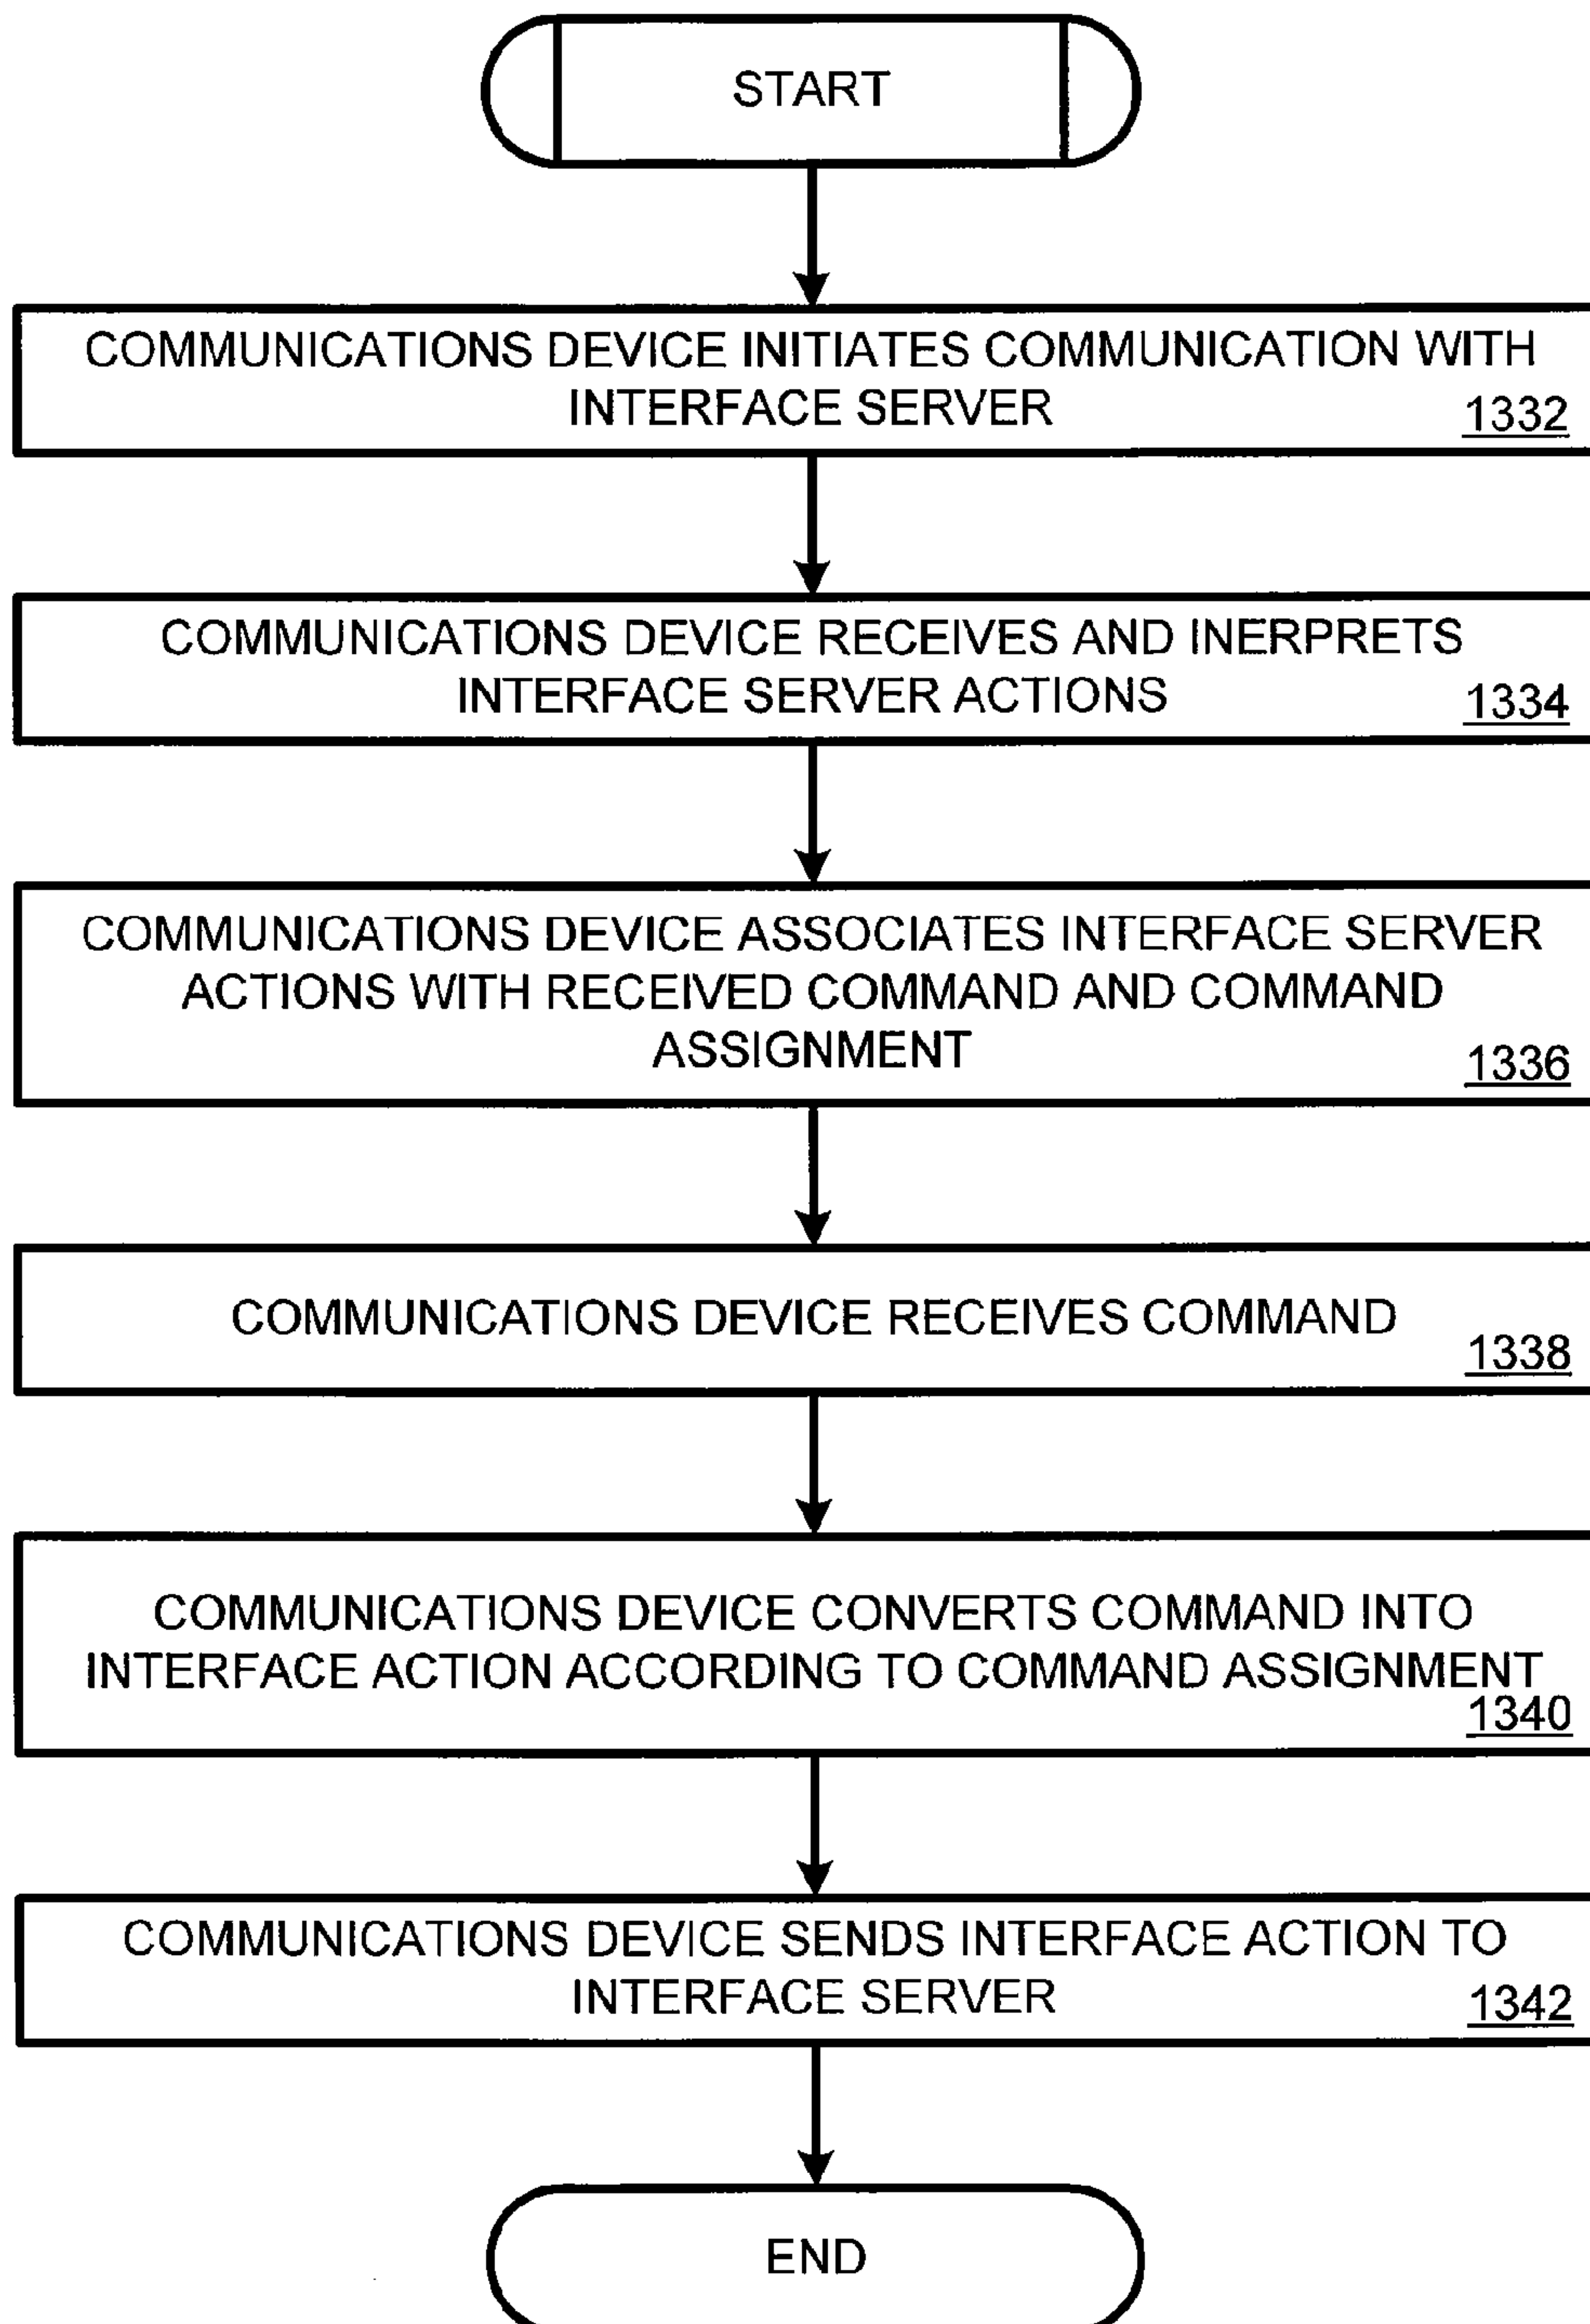 START
COMMUNICATIONS DEVICE INITIATES COMMUNICATION WITH
INTERFACE SERVER
1332
COMMUNICATIONS DEVICE RECEIVES AND INERPRETS
INTERFACE SERVER ACTIONS
1334
COMMUNICATIONS DEVICE ASSOCIATES INTERFACE SERVER
ACTIONS WITH RECEIVED COMMAND AND COMMAND
ASSIGNMENT
1336
COMMUNICATIONS DEVICE RECEIVES COMMAND
1338
COMMUNICATIONS DEVICE CONVERTS COMMAND INTO
INTERFACE ACTION ACCORDING TO COMMAND ASSIGNMENT
1340
COMMUNICATIONS DEVICE SENDS INTERFACE ACTION TO
INTERFACE SERVER
1342
END